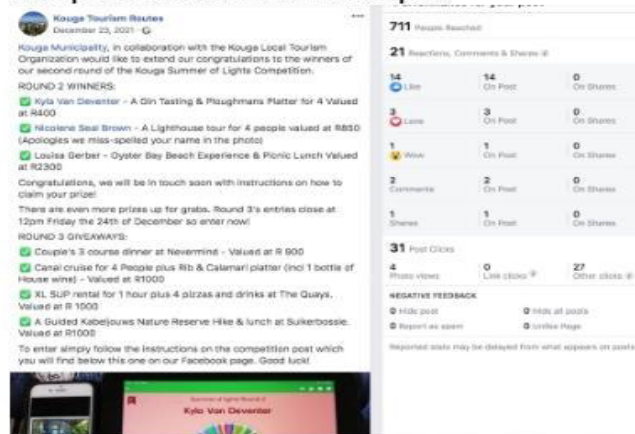 Kouga Tourism Routes
December 23, 2021
Kouga Municipality, in collaboration with the Kouga Local Tourism
Organization would like to extend our congratulations to the winners of
our second round of the Kouga Summer of Lights Competition.
ROUND 2 WINNERS:
✅ Kyla Van Deventer - A Gin Tasting & Ploughmans Platter for 4 Valued
at R400
✅ Nicolene Seal Brown - A Lighthouse tour for 4 people valued at R850
(Apologies we miss-spelled your name in the photo)
✅ Louisa Gerber - Oyster Bay Beach Experience & Picnic Lunch Valued
at R2300
Congratulations, we will be in touch soon with instructions on how to
claim your prize!
There are even more prizes up for grabs. Round 3's entries close at
12pm Friday the 24th of December so enter now!
ROUND 3 GIVEAWAYS:
✅ Couple's 3 course dinner at Nevermind - Valued at R 900
✅ Canal cruise for 4 People plus Rib & Calamari platter (incl 1 bottle of
House wine) - Valued at R1000
✅ XL SUP rental for 1 hour plus 4 pizzas and drinks at The Quays.
Valued at R 1000
✅ A Guided Kabeljouws Nature Reserve Hike & lunch at Suikerbossie.
Valued at R1000
To enter simply follow the instructions on the competition post which
you will find below this one on our Facebook page. Good luck!
Summer of lights Round 2
Kyla Van Deventer
711 People Reached
21 Reactions, Comments & Shares
14 Like
14 On Post
0 On Shares
3 Love
3 On Post
0 On Shares
1 Wow
1 On Post
0 On Shares
2 Comments
2 On Post
0 On Shares
1 Shares
1 On Post
0 On Shares
31 Post Clicks
4 Photo views
0 Link clicks
27 Other clicks
NEGATIVE FEEDBACK
0 Hide post
0 Hide all posts
0 Report as spam
0 Unlike Page
Reported stats may be delayed from what appears on posts